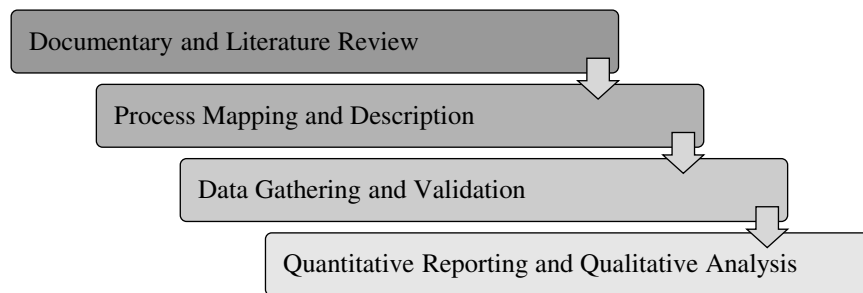 Documentary and Literature Review
Process Mapping and Description
Data Gathering and Validation
Quantitative Reporting and Qualitative Analysis